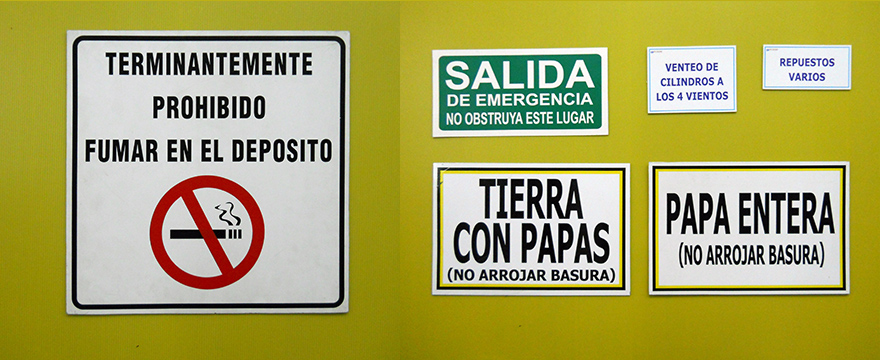 TERMINANTEMENTE
PROHIBIDO
FUMAR EN EL DEPOSITO
SALIDA
DE EMERGENCIA
NO OBSTRUYA ESTE LUGAR
VENTEO DE
CILINDROS A
LOS 4 VIENTOS
REPUESTOS
VARIOS
TIERRA
CON PAPAS
(NO ARROJAR BASURA)
PAPA ENTERA
(NO ARROJAR BASURA)